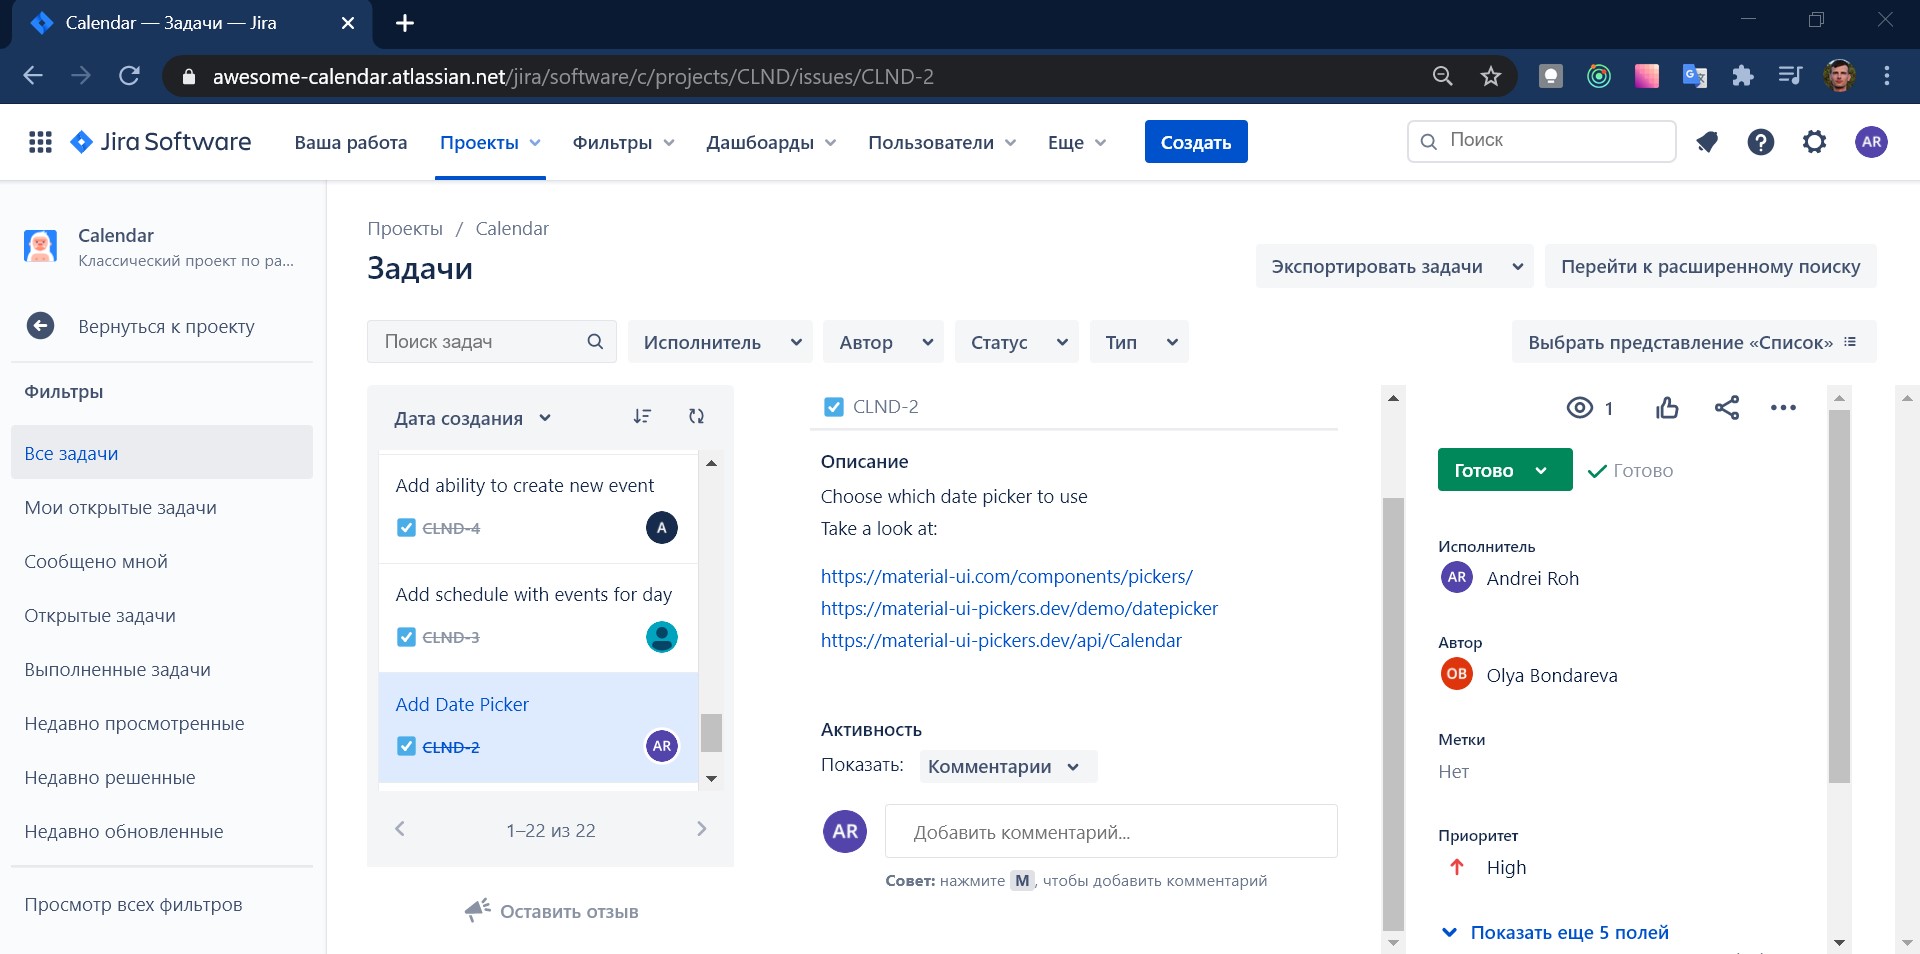 Calendar — Задачи — Jira
awesome-calendar.atlassian.net/jira/software/c/projects/CLND/issues/CLND-2
Jira Software
Ваша работа
Проекты
Фильтры
Дашборды
Пользователи
Еще
Создать
Поиск
AR
Calendar
Классический проект по ра...
Вернуться к проекту
Фильтры
Все задачи
Мои открытые задачи
Сообщено мной
Открытые задачи
Выполненные задачи
Недавно просмотренные
Недавно решенные
Недавно обновленные
Просмотр всех фильтров
Проекты / Calendar
Задачи
Экспортировать задачи
Перейти к расширенному поиску
Поиск задач
Исполнитель
Автор
Статус
Тип
Выбрать представление «Список»
Дата создания
Add ability to create new event
CLND-4
A
Add schedule with events for day
CLND-3
Add Date Picker
CLND-2
AR
1–22 из 22
Оставить отзыв
CLND-2
Описание
Choose which date picker to use
Take a look at:
https://material-ui.com/components/pickers/
https://material-ui-pickers.dev/demo/datepicker
https://material-ui-pickers.dev/api/Calendar
Активность
Показать: Комментарии
AR
Добавить комментарий...
Совет: нажмите M, чтобы добавить комментарий
1
Готово
Готово
Исполнитель
AR Andrei Roh
Автор
OB Olya Bondareva
Метки
Нет
Приоритет
High
Показать еще 5 полей